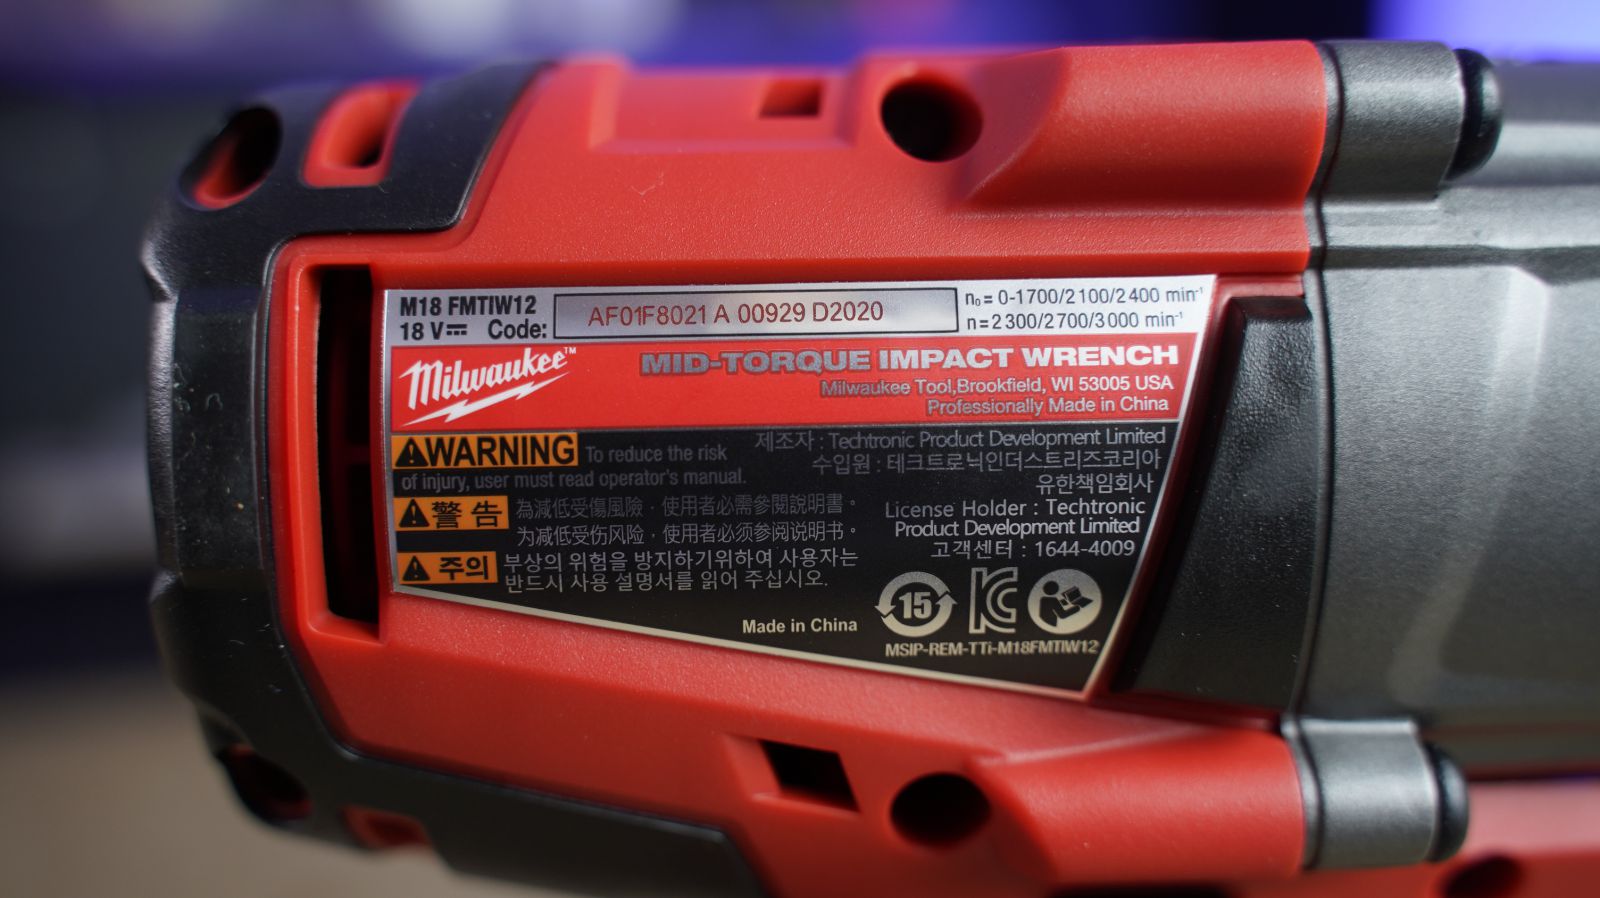 M18 FMTIW12
18 V Code: AF01F8021 A 00929 D2020
n₀ = 0-1700/2100/2400 min⁻¹
n = 2300/2700/3000 min⁻¹
Milwaukee™
MID-TORQUE IMPACT WRENCH
Milwaukee Tool,Brookfield, WI 53005 USA
Professionally Made in China
WARNING To reduce the risk
of injury, user must read operator's manual.
警告 為減低受傷風險，使用者必需參閱說明書。
为减低受伤风险，使用者必须参阅说明书。
주의 부상의 위험을 방지하기위하여 사용자는
반드시 사용 설명서를 읽어 주십시오.
제조자 : Techtronic Product Development Limited
수입원 : 테크트로닉인더스트리즈코리아
유한책임회사
License Holder : Techtronic
Product Development Limited
고객센터 : 1644-4009
Made in China
15
KC
MSIP-REM-TTi-M18FMTIW12